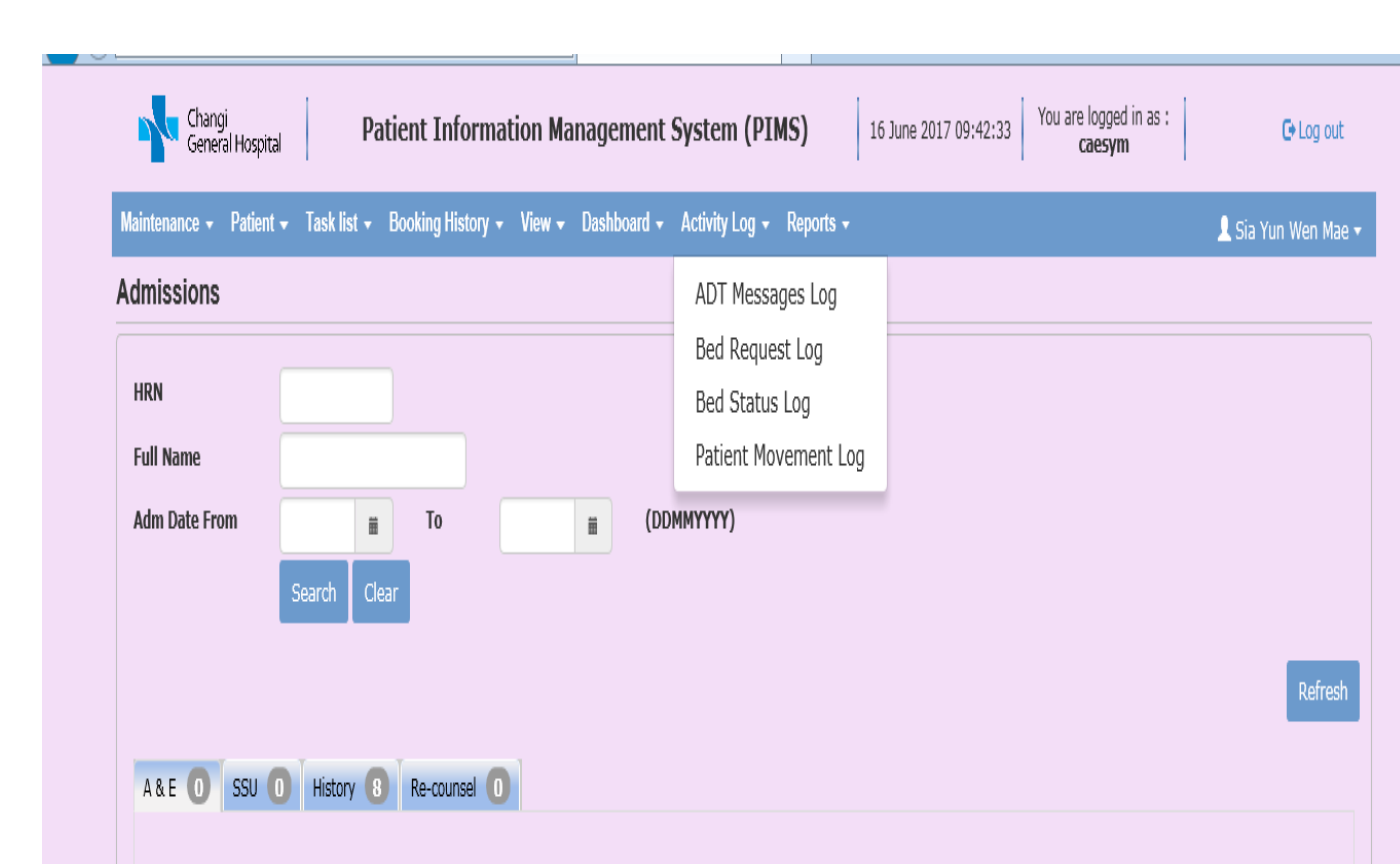 Changi
General Hospital
Patient Information Management System (PIMS)
16 June 2017 09:42:33
You are logged in as :
caesym
Log out
Maintenance Patient Task list Booking History View Dashboard Activity Log Reports
Sia Yun Wen Mae
Admissions
ADT Messages Log
Bed Request Log
Bed Status Log
Patient Movement Log
HRN
Full Name
Adm Date From To (DDMMYYYY)
Search Clear
Refresh
A & E 0 SSU 0 History 8 Re-counsel 0